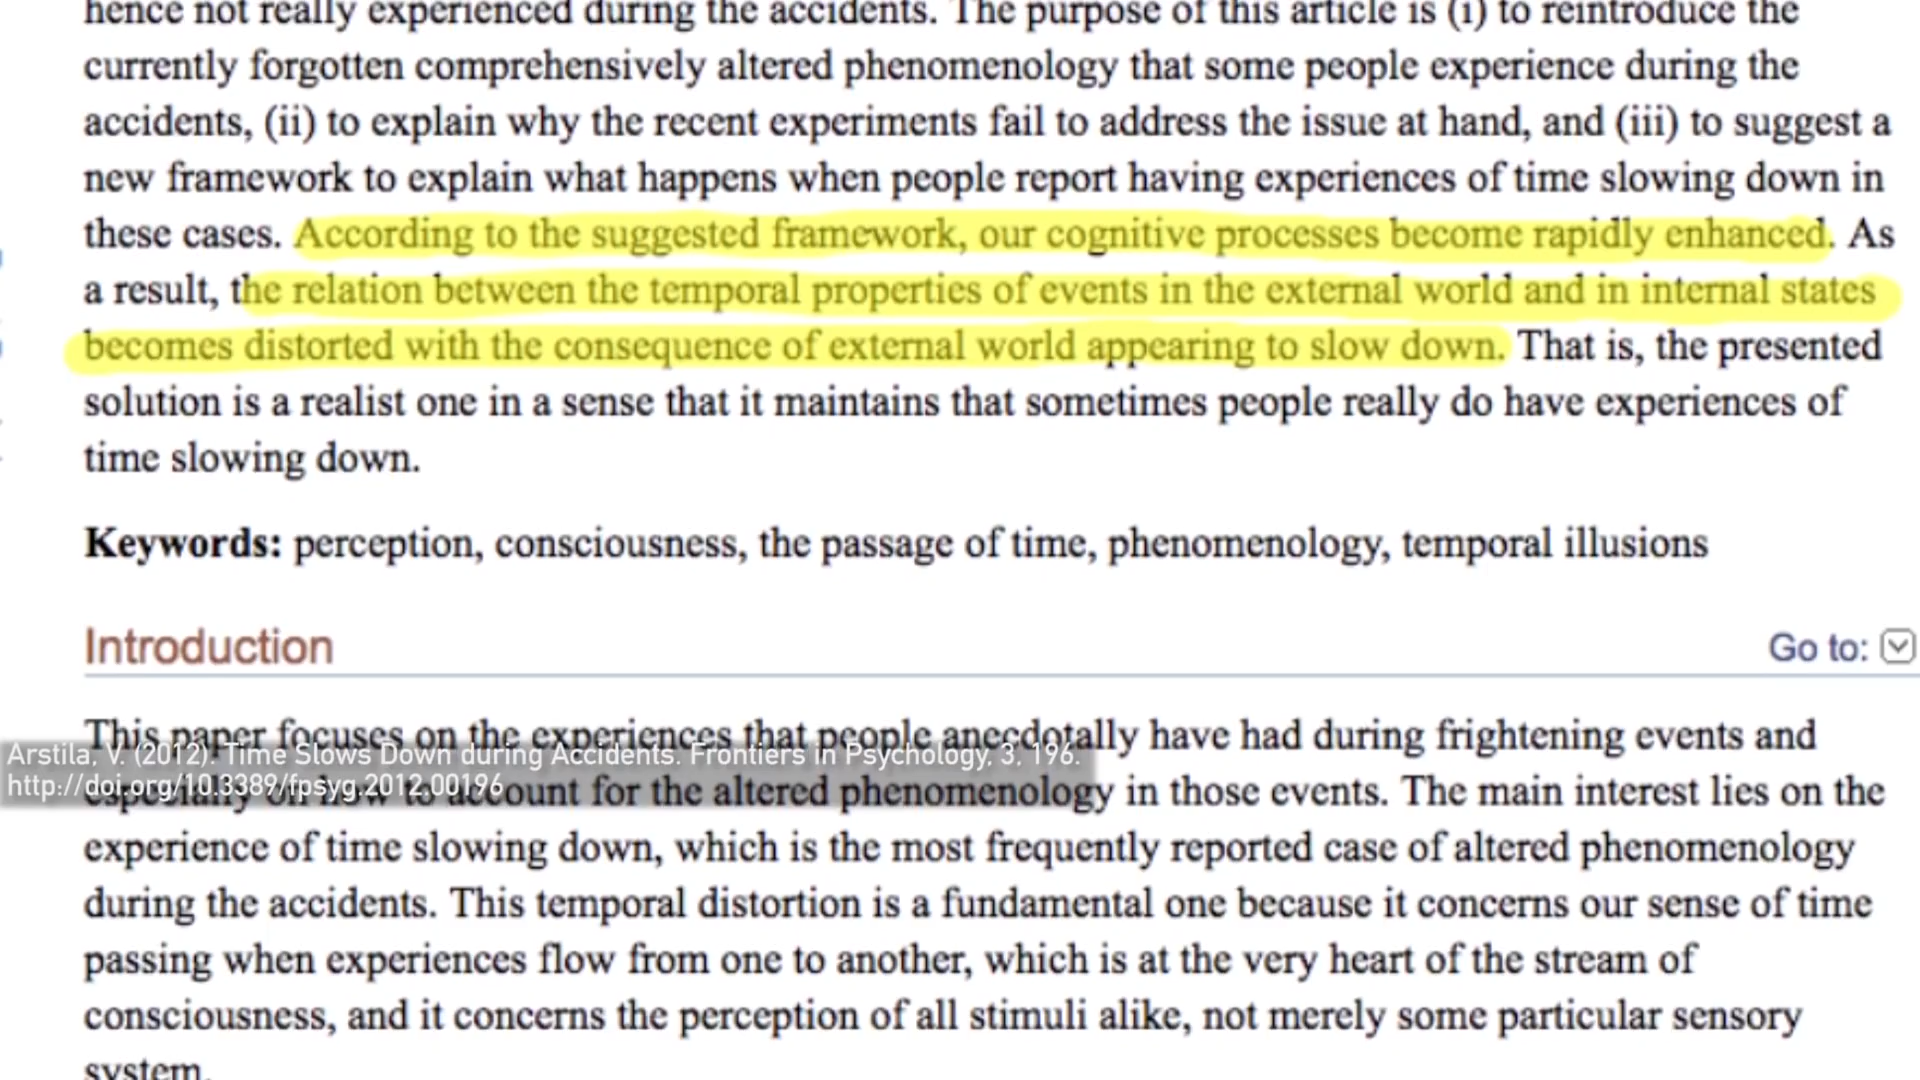 hence not really experienced during the accidents. The purpose of this article is (i) to reintroduce the
currently forgotten comprehensively altered phenomenology that some people experience during the
accidents, (ii) to explain why the recent experiments fail to address the issue at hand, and (iii) to suggest a
new framework to explain what happens when people report having experiences of time slowing down in
these cases. According to the suggested framework, our cognitive processes become rapidly enhanced. As
a result, the relation between the temporal properties of events in the external world and in internal states
becomes distorted with the consequence of external world appearing to slow down. That is, the presented
solution is a realist one in a sense that it maintains that sometimes people really do have experiences of
time slowing down.
Keywords: perception, consciousness, the passage of time, phenomenology, temporal illusions
Introduction
Go to:
This paper focuses on the experiences that people anecdotally have had during frightening events and
Arstila, V. (2012). Time Slows Down during Accidents. Frontiers in Psychology, 3, 196.
http://doi.org/10.3389/fpsyg.2012.00196
especially on how to account for the altered phenomenology in those events. The main interest lies on the
experience of time slowing down, which is the most frequently reported case of altered phenomenology
during the accidents. This temporal distortion is a fundamental one because it concerns our sense of time
passing when experiences flow from one to another, which is at the very heart of the stream of
consciousness, and it concerns the perception of all stimuli alike, not merely some particular sensory
system.